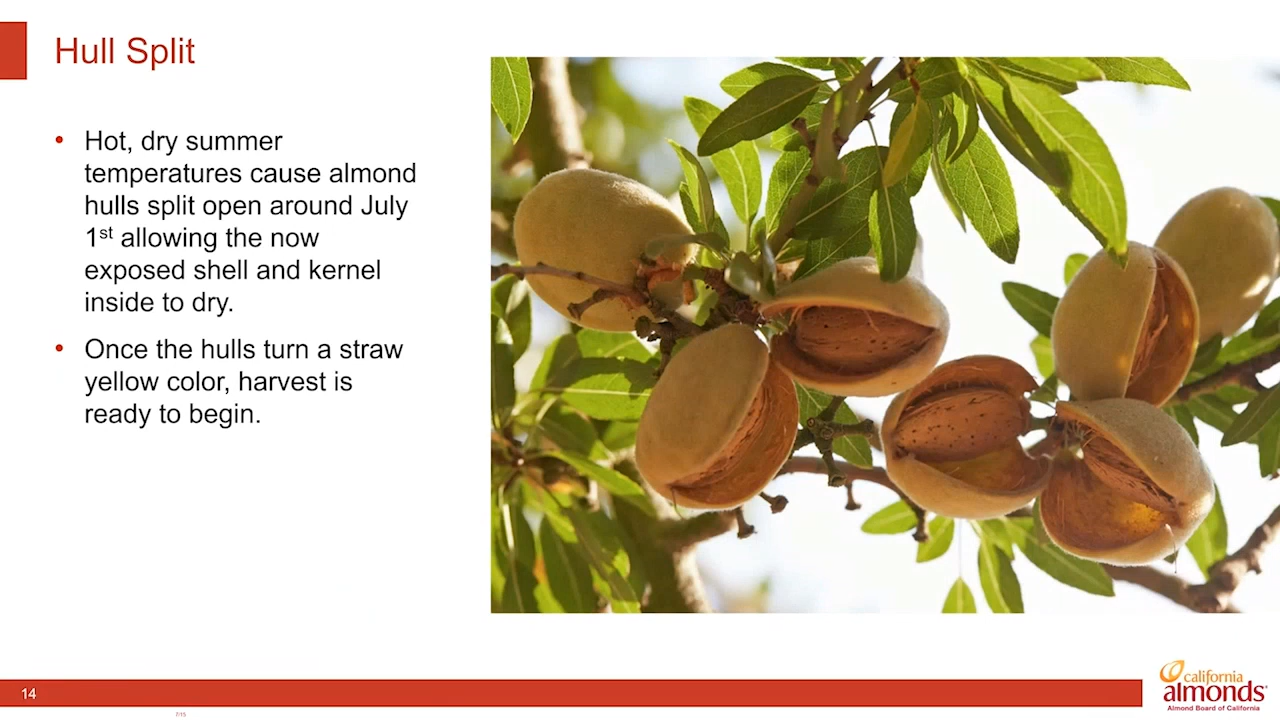 Hull Split
• Hot, dry summer
temperatures cause almond
hulls split open around July
1st allowing the now
exposed shell and kernel
inside to dry.
• Once the hulls turn a straw
yellow color, harvest is
ready to begin.
14
california
almonds®
Almond Board of California